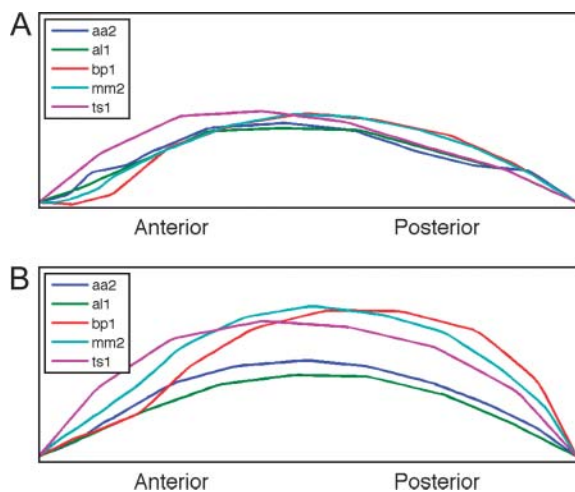 A
aa2
al1
bp1
mm2
ts1
Anterior Posterior
B
aa2
al1
bp1
mm2
ts1
Anterior Posterior